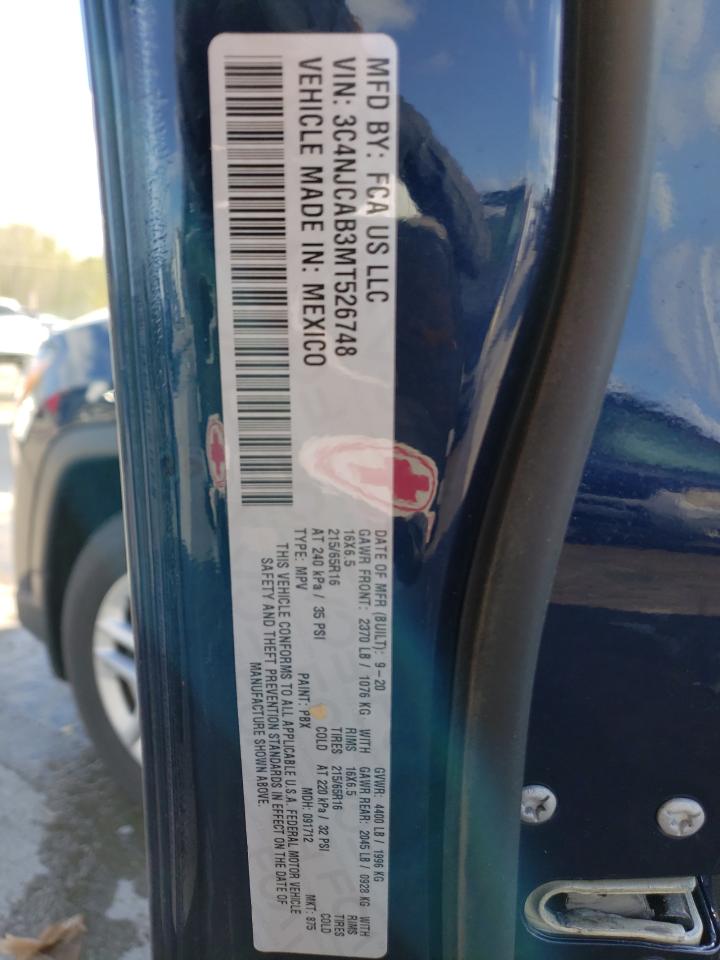 MFD BY: FCA US LLC
VIN: 3C4NJCAB3MT526748
VEHICLE MADE IN: MEXICO
DATE OF MFR (BUILT): 9-20 GVWR: 4400 LB / 1996 KG
GAWR FRONT: 2370 LB / 1076 KG WITH GAWR REAR: 2045 LB / 0928 KG WITH
16X6.5 RIMS 16X6.5 RIMS
215/65R16 TIRES 215/65R16 TIRES
AT 240 kPa / 35 PSI COLD AT 220 kPa / 32 PSI COLD
TYPE: MPV PAINT: PBX MDH: 091712 MKT: 875
THIS VEHICLE CONFORMS TO ALL APPLICABLE U.S.A. FEDERAL MOTOR VEHICLE
SAFETY AND THEFT PREVENTION STANDARDS IN EFFECT ON THE DATE OF
MANUFACTURE SHOWN ABOVE.